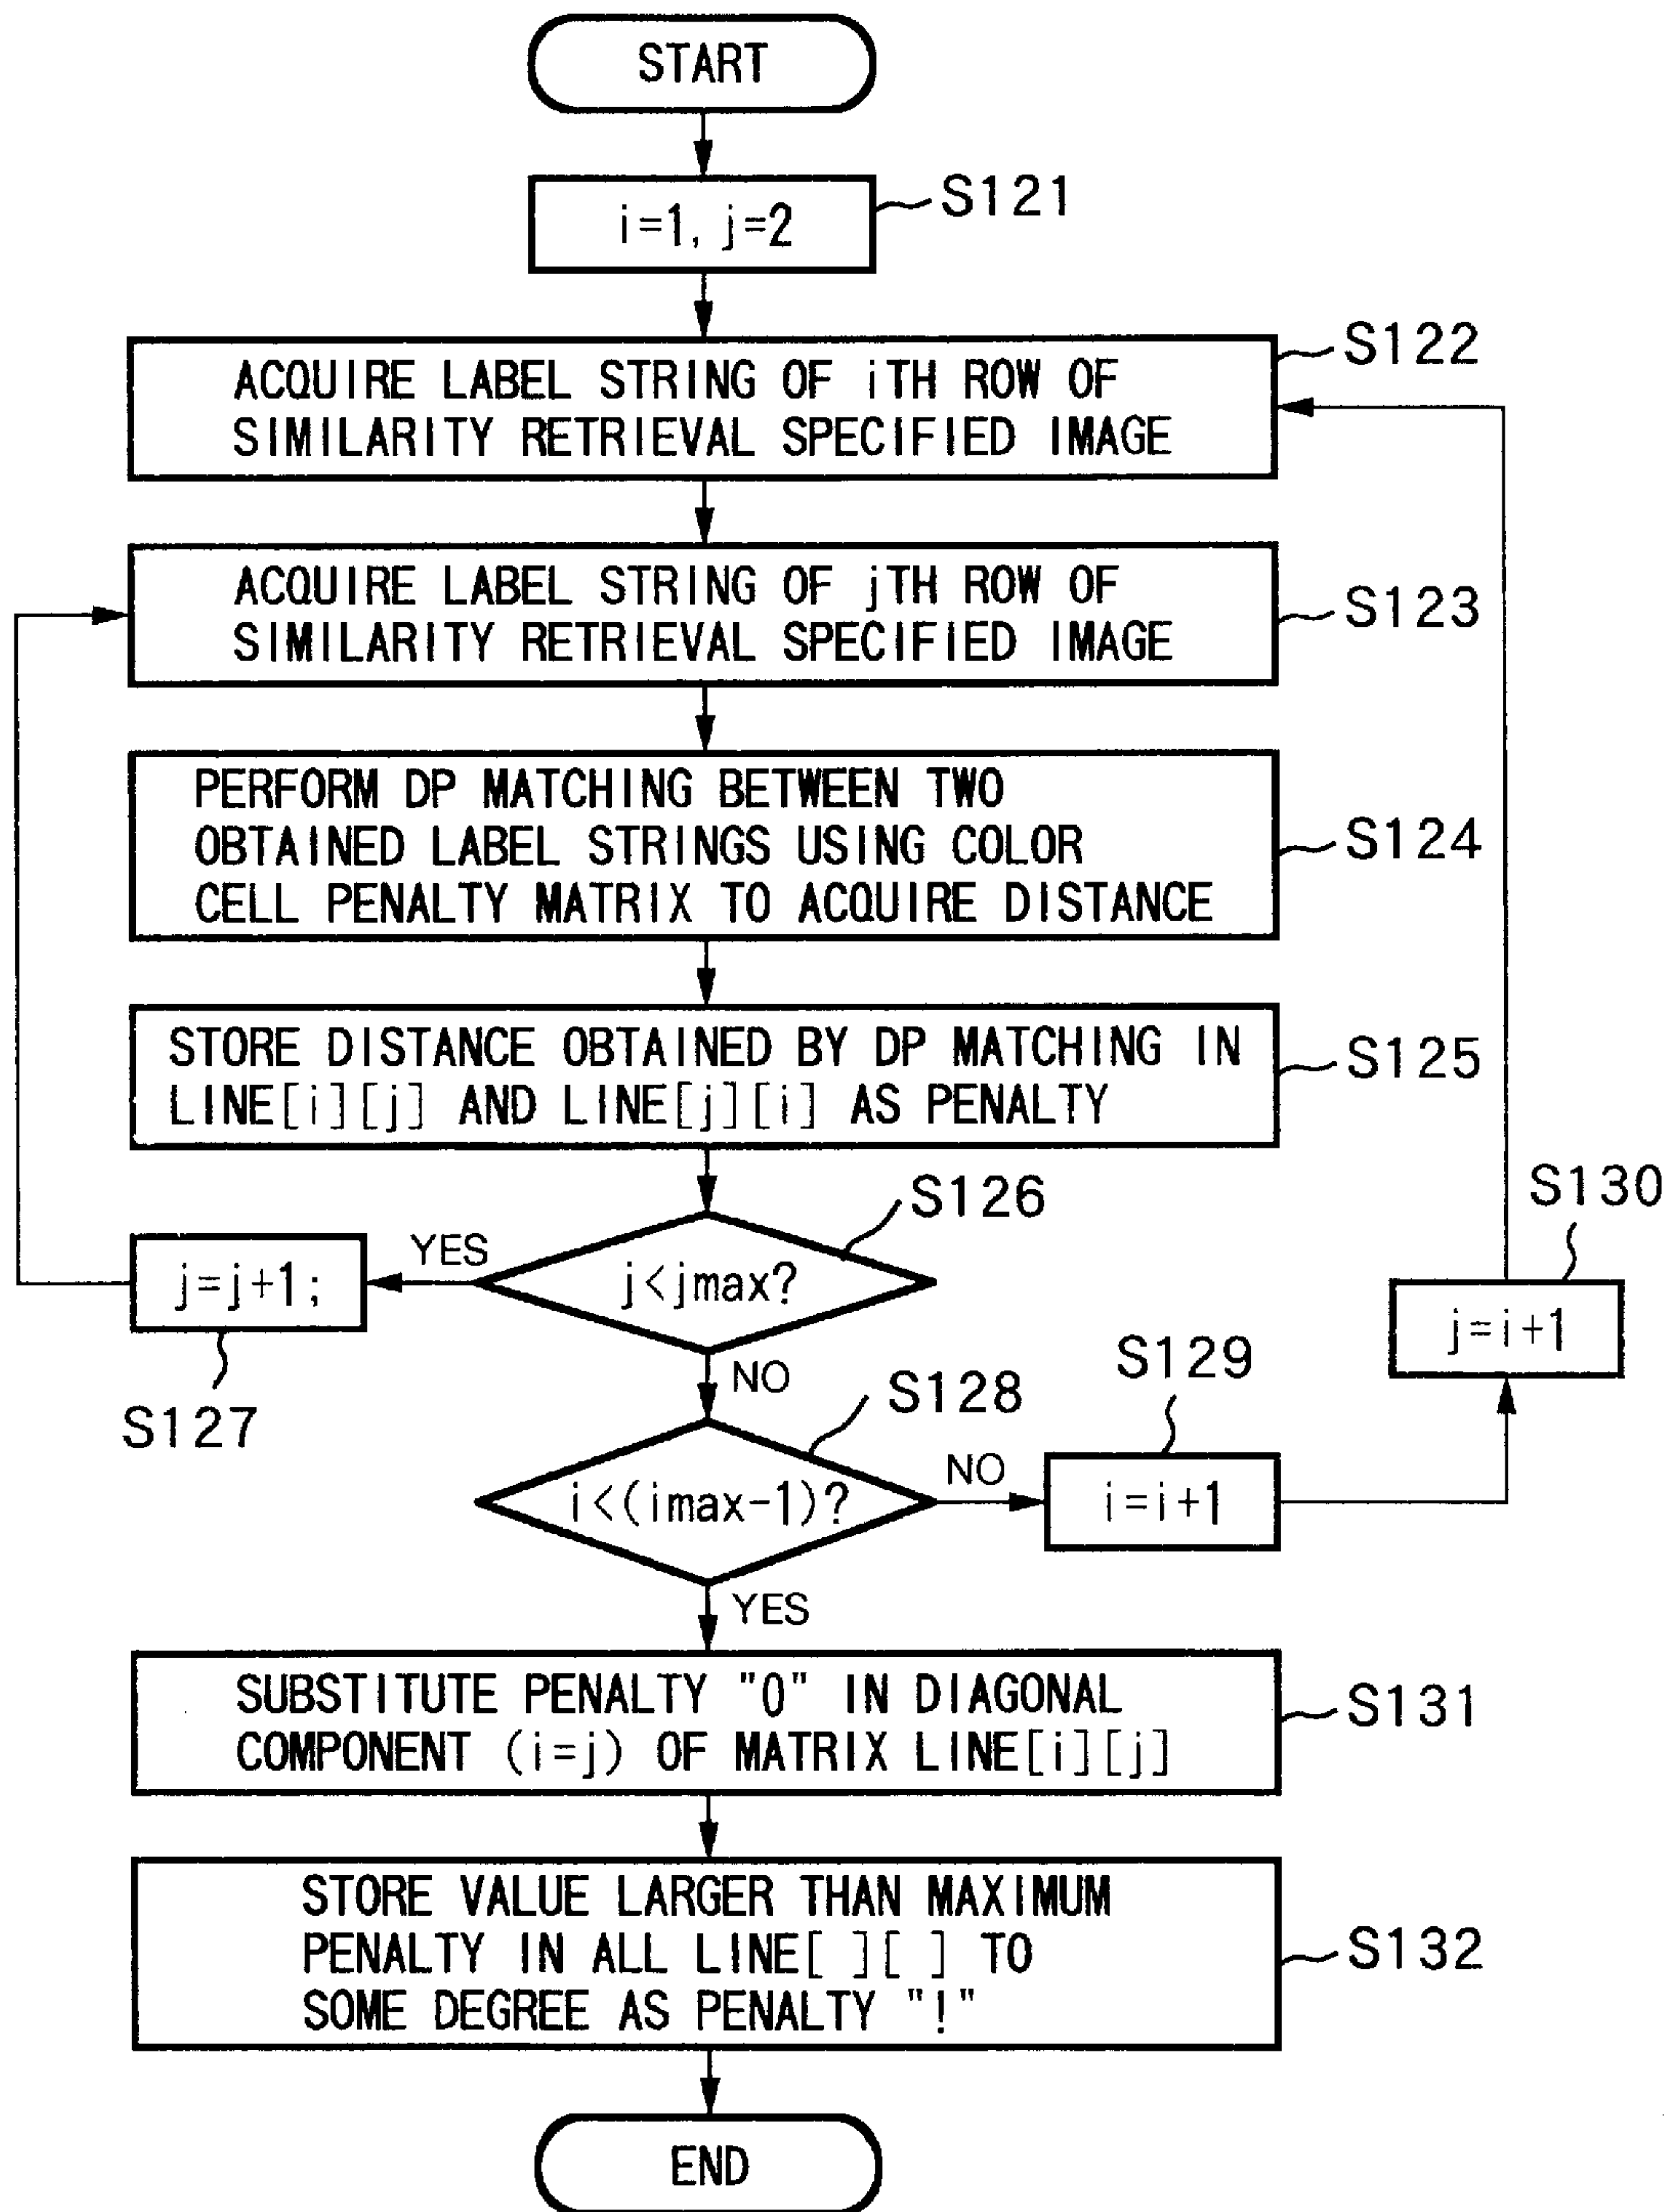 START
i=1, j=2
S121
ACQUIRE LABEL STRING OF iTH ROW OF
SIMILARITY RETRIEVAL SPECIFIED IMAGE
S122
ACQUIRE LABEL STRING OF jTH ROW OF
SIMILARITY RETRIEVAL SPECIFIED IMAGE
S123
PERFORM DP MATCHING BETWEEN TWO
OBTAINED LABEL STRINGS USING COLOR
CELL PENALTY MATRIX TO ACQUIRE DISTANCE
S124
STORE DISTANCE OBTAINED BY DP MATCHING IN
LINE[i][j] AND LINE[j][i] AS PENALTY
S125
S126
j<jmax?
YES
j=j+1;
S127
NO
S128
i<(imax-1)?
NO
S129
i=i+1
S130
j=i+1
YES
SUBSTITUTE PENALTY "0" IN DIAGONAL
COMPONENT (i=j) OF MATRIX LINE[i][j]
S131
STORE VALUE LARGER THAN MAXIMUM
PENALTY IN ALL LINE[ ][ ] TO
SOME DEGREE AS PENALTY "!"
S132
END